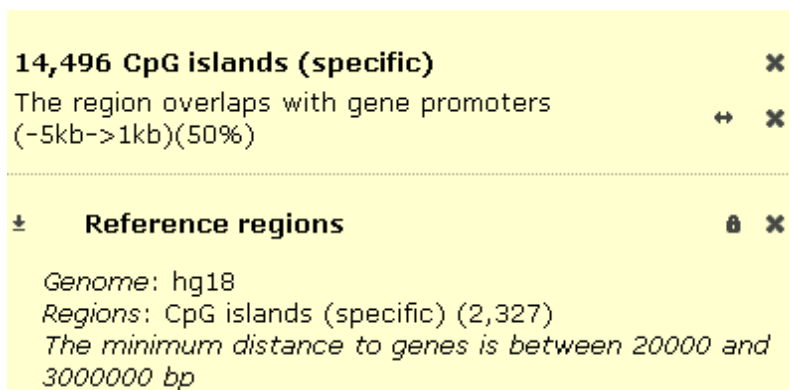 14,496 CpG islands (specific)
The region overlaps with gene promoters
(-5kb->1kb)(50%)
Reference regions
Genome: hg18
Regions: CpG islands (specific) (2,327)
The minimum distance to genes is between 20000 and
3000000 bp